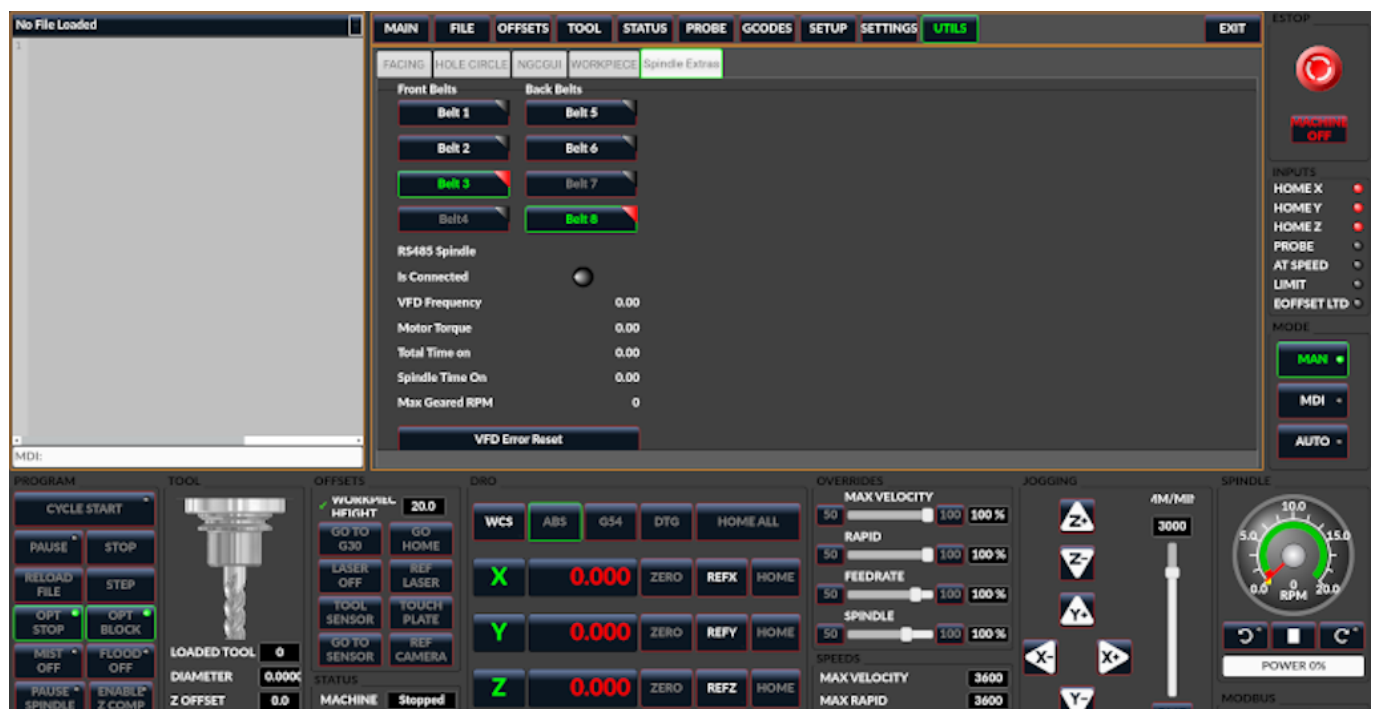 No File Loaded
1
MDI:
MAIN FILE OFFSETS TOOL STATUS PROBE GCODES SETUP SETTINGS UTILS EXIT
FACING HOLE CIRCLE NGCGUI WORKPIECE Spindle Extras
Front Belts Back Belts
Belt 1 Belt 5
Belt 2 Belt 6
Belt 3 Belt 7
Belt4 Belt 8
RS485 Spindle
Is Connected
VFD Frequency 0.00
Motor Torque 0.00
Total Time on 0.00
Spindle Time On 0.00
Max Geared RPM 0
VFD Error Reset
ESTOP
MACHINE
OFF
INPUTS
HOME X
HOME Y
HOME Z
PROBE
AT SPEED
LIMIT
EOFFSET LTD
MODE
MAN
MDI
AUTO
PROGRAM
CYCLE START
PAUSE STOP
RELOAD
FILE
STEP
OPT
STOP
OPT
BLOCK
MIST
OFF
FLOOD
OFF
PAUSE
SPINDLE
ENABLE
Z COMP
TOOL
LOADED TOOL 0
DIAMETER 0.000
Z OFFSET 0.0
OFFSETS
WORKPIEC
HEIGHT
20.0
GO TO
G30
GO
HOME
LASER
OFF
REF
LASER
TOOL
SENSOR
TOUCH
PLATE
GO TO
SENSOR
REF
CAMERA
STATUS
MACHINE Stopped
DRO
WCS ABS G54 DTG HOME ALL
X 0.000 ZERO REFX HOME
Y 0.000 ZERO REFY HOME
Z 0.000 ZERO REFZ HOME
OVERRIDES
MAX VELOCITY
50 100 100 %
RAPID
50 100 100 %
FEEDRATE
50 100 100 %
SPINDLE
50 100 100 %
SPEEDS
MAX VELOCITY 3600
MAX RAPID 3600
JOGGING
Z+
Z-
Y+
X- X+
Y-
3000
SPINDLE
10.0
5.0 15.0
0.0 0 20.0
RPM
POWER 0%
MODBUS